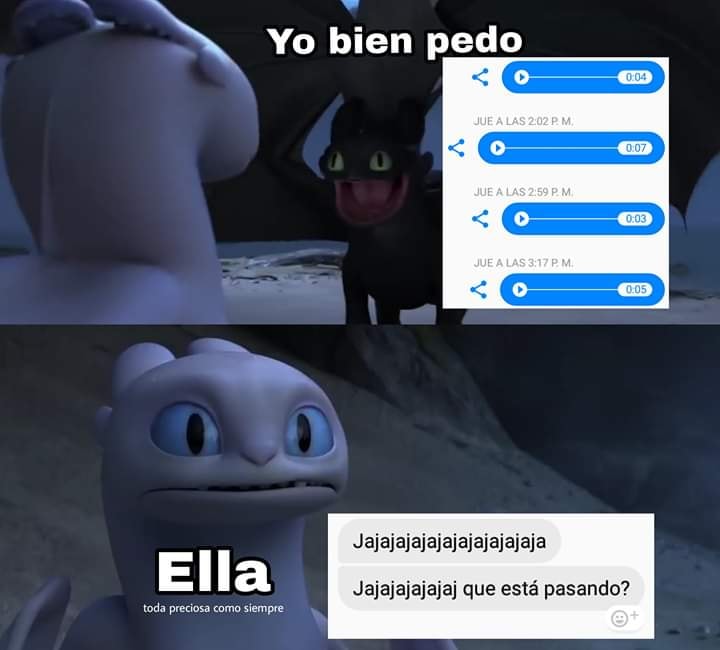 Yo bien pedo
0:04
JUE A LAS 2:02 P. M.
0:07
JUE A LAS 2:59 P. M.
0:03
JUE A LAS 3:17 P. M.
0:05
Jajajajajajajajajajaja
Jajajajajajaj que está pasando?
Ella
toda preciosa como siempre